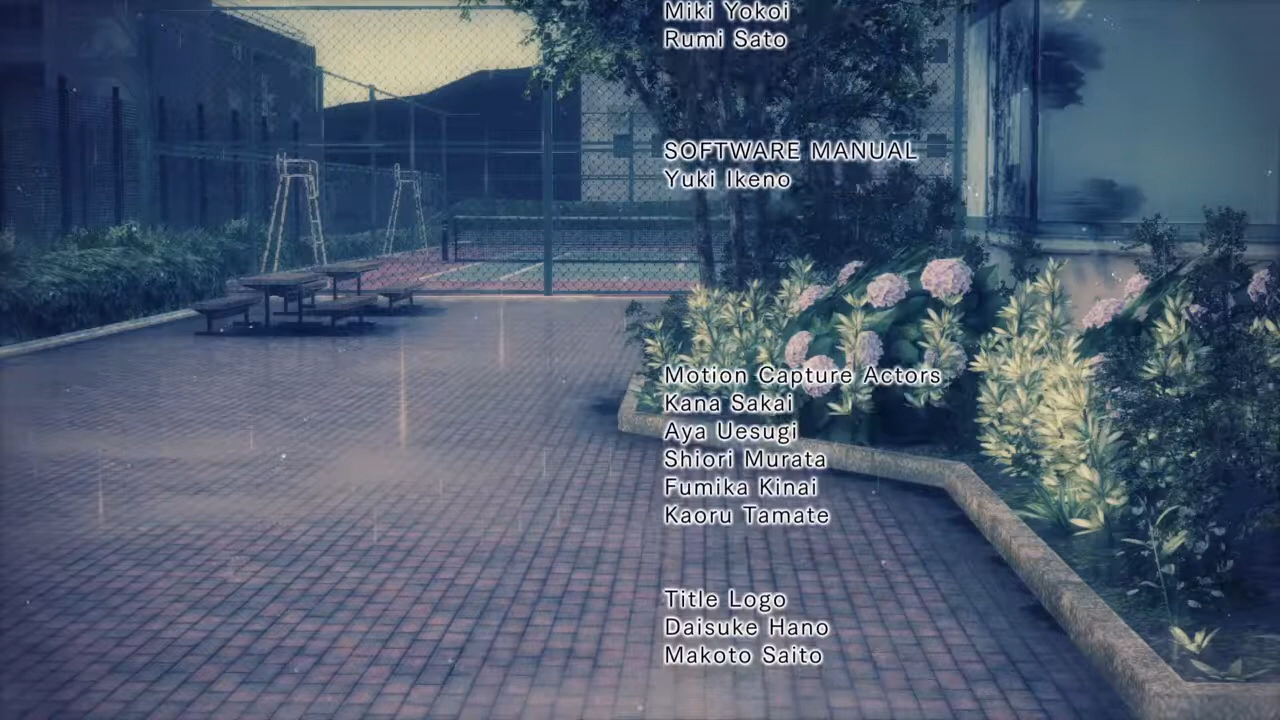 Miki Yokoi
Rumi Sato
SOFTWARE MANUAL
Yuki Ikeno
Motion Capture Actors
Kana Sakai
Aya Uesugi
Shiori Murata
Fumika Kinai
Kaoru Tamate
Title Logo
Daisuke Hano
Makoto Saito